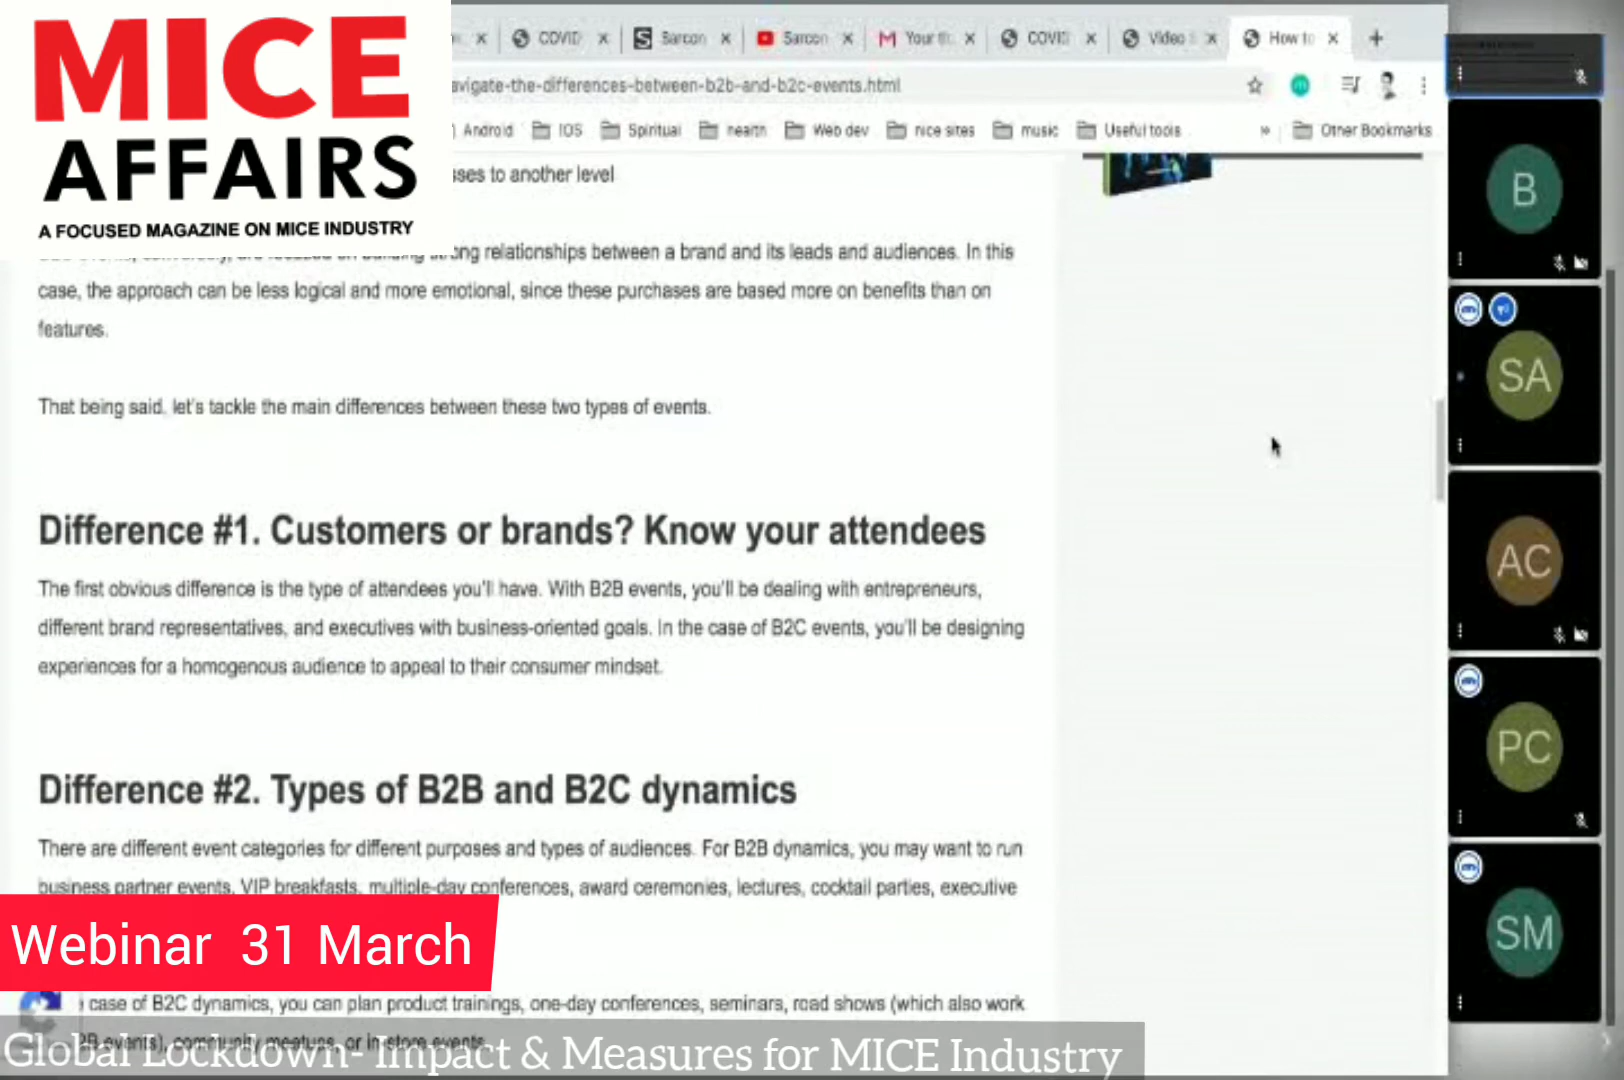 MICE
AFFAIRS
A FOCUSED MAGAZINE ON MICE INDUSTRY
COVID
Sarcon
Sarcon
Your
COVID
Video
How to
avigate-the-differences-between-b2b-and-b2c-events.html
Android
IOS
Spiritual
health
Web dev
nice sites
music
Useful tools
»
Other Bookmarks
sses to another level
ong relationships between a brand and its leads and audiences. In this
case, the approach can be less logical and more emotional, since these purchases are based more on benefits than on
features.
That being said, let's tackle the main differences between these two types of events.
Difference #1. Customers or brands? Know your attendees
The first obvious difference is the type of attendees you'll have. With B2B events, you'll be dealing with entrepreneurs,
different brand representatives, and executives with business-oriented goals. In the case of B2C events, you'll be designing
experiences for a homogenous audience to appeal to their consumer mindset.
Difference #2. Types of B2B and B2C dynamics
There are different event categories for different purposes and types of audiences. For B2B dynamics, you may want to run
business partner events, VIP breakfasts, multiple-day conferences, award ceremonies, lectures, cocktail parties, executive
Webinar 31 March
case of B2C dynamics, you can plan product trainings, one-day conferences, seminars, road shows (which also work
2B events), community meetups, or in-store events.
Global Lockdown- Impact & Measures for MICE Industry
B
SA
AC
PC
SM